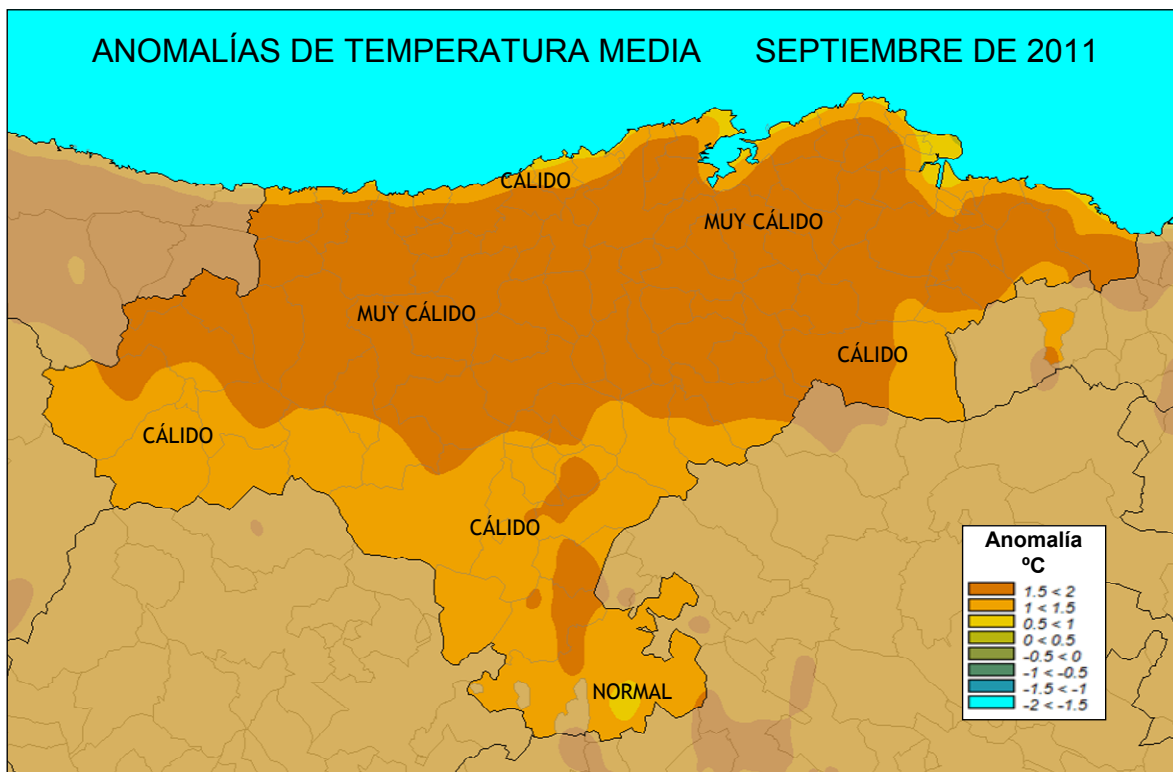 ANOMALÍAS DE TEMPERATURA MEDIA SEPTIEMBRE DE 2011
CÁLIDO
MUY CÁLIDO
MUY CÁLIDO
CÁLIDO
CÁLIDO
CÁLIDO
NORMAL
Anomalía
ºC
1.5 < 2
1 < 1.5
0.5 < 1
0 < 0.5
-0.5 < 0
-1 < -0.5
-1.5 < -1
-2 < -1.5